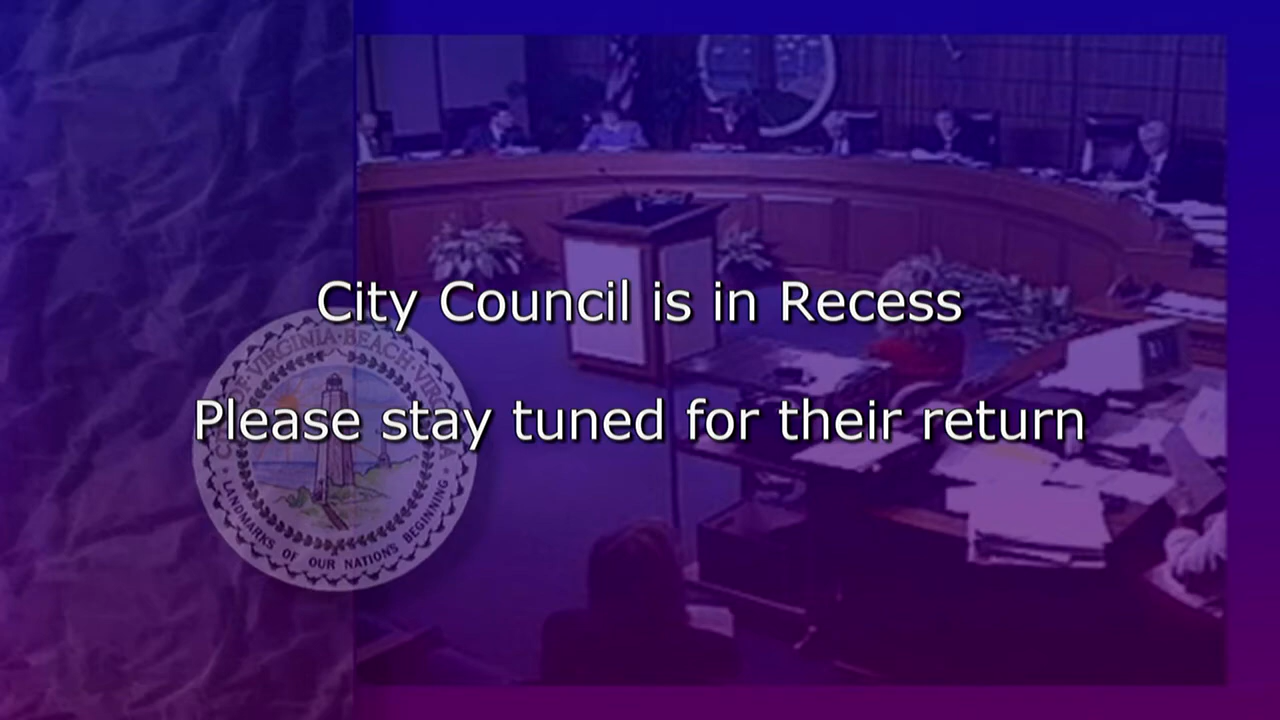 City Council is in Recess
Please stay tuned for their return
CITY OF VIRGINIA BEACH VIRGINIA
LANDMARKS OF OUR NATION'S BEGINNING